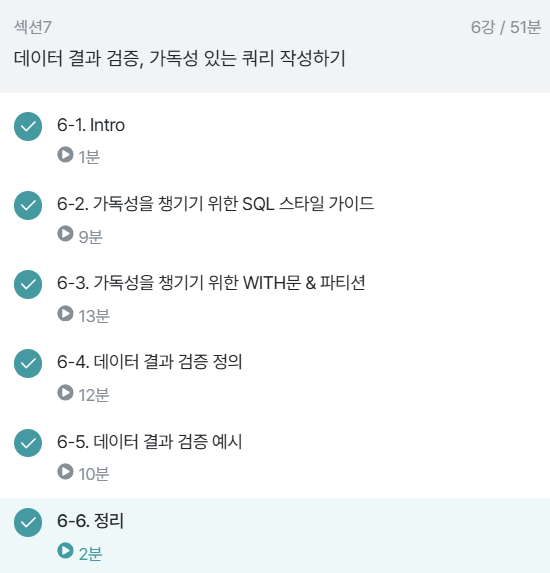 섹션7
6강 / 51분
데이터 결과 검증, 가독성 있는 쿼리 작성하기
6-1. Intro
1분
6-2. 가독성을 챙기기 위한 SQL 스타일 가이드
9분
6-3. 가독성을 챙기기 위한 WITH문 & 파티션
13분
6-4. 데이터 결과 검증 정의
12분
6-5. 데이터 결과 검증 예시
10분
6-6. 정리
2분